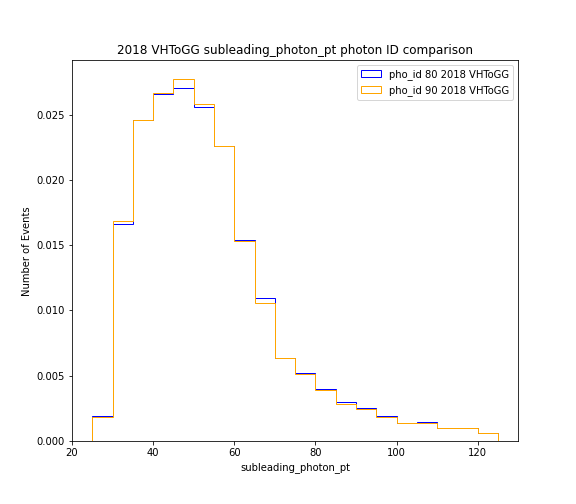 2018 VHToGG subleading_photon_pt photon ID comparison
pho_id 80 2018 VHToGG
pho_id 90 2018 VHToGG
Number of Events
0.025
0.020
0.015
0.010
0.005
0.000
20 40 60 80 100 120
subleading_photon_pt